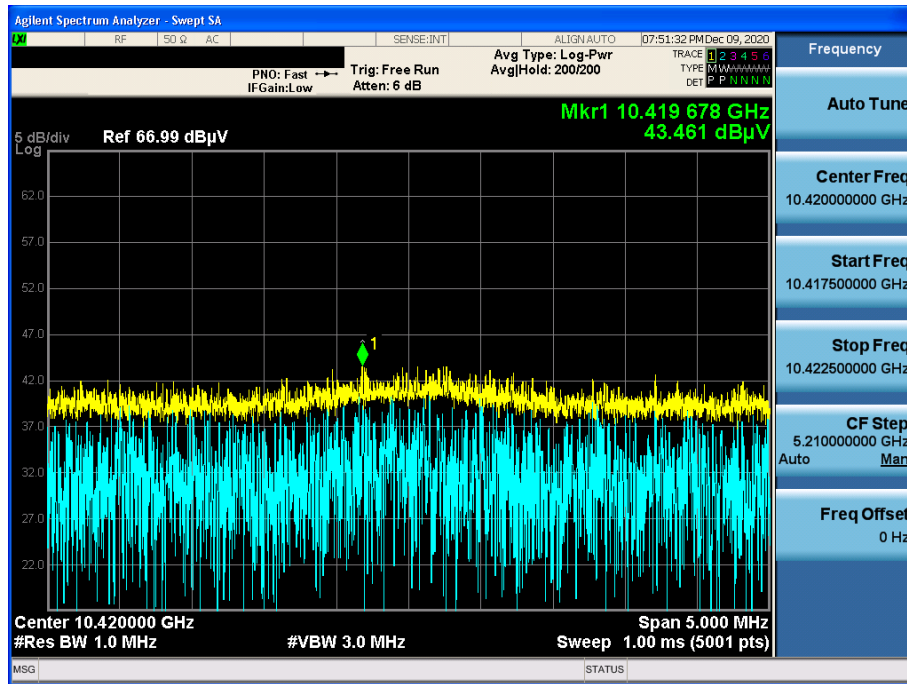 Agilent Spectrum Analyzer - Swept SA
LXI RF 50 Ω AC SENSE:INT ALIGN AUTO 07:51:32 PM Dec 09, 2020
PNO: Fast
IFGain:Low
Trig: Free Run
Atten: 6 dB
Avg Type: Log-Pwr
Avg|Hold: 200/200
TRACE 1 2 3 4 5 6
TYPE M W W W W W
DET P P N N N N
Mkr1 10.419 678 GHz
43.461 dBµV
5 dB/div
Log
Ref 66.99 dBµV
62.0
57.0
52.0
47.0
42.0
37.0
32.0
27.0
22.0
1
Center 10.420000 GHz
#Res BW 1.0 MHz
#VBW 3.0 MHz
Span 5.000 MHz
Sweep 1.00 ms (5001 pts)
MSG
STATUS
Frequency
Auto Tune
Center Freq
10.420000000 GHz
Start Freq
10.417500000 GHz
Stop Freq
10.422500000 GHz
CF Step
5.210000000 GHz
Auto Man
Freq Offset
0 Hz